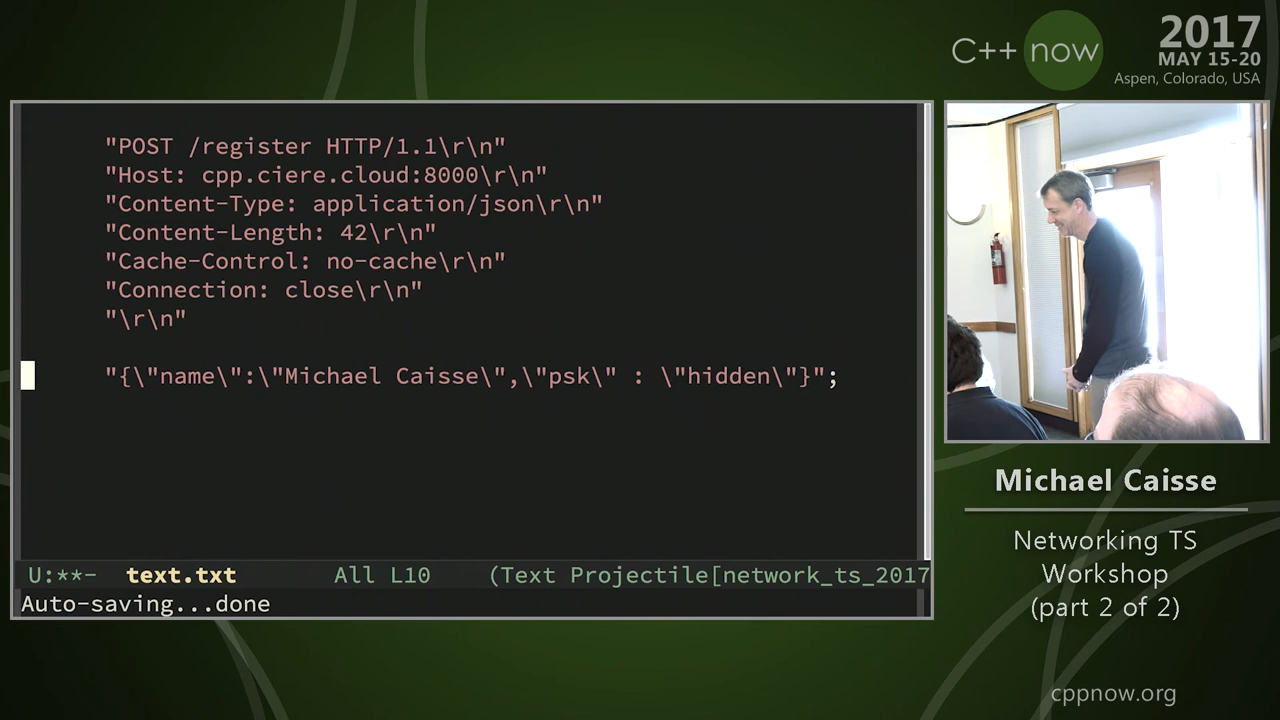 C++ now
2017
MAY 15-20
Aspen, Colorado, USA
"POST /register HTTP/1.1\r\n"
"Host: cpp.ciere.cloud:8000\r\n"
"Content-Type: application/json\r\n"
"Content-Length: 42\r\n"
"Cache-Control: no-cache\r\n"
"Connection: close\r\n"
"\r\n"
"{\"name\":\"Michael Caisse\",\"psk\" : \"hidden\"}";
U:**- text.txt All L10 (Text Projectile[network_ts_2017
Auto-saving...done
Michael Caisse
Networking TS
Workshop
(part 2 of 2)
cppnow.org